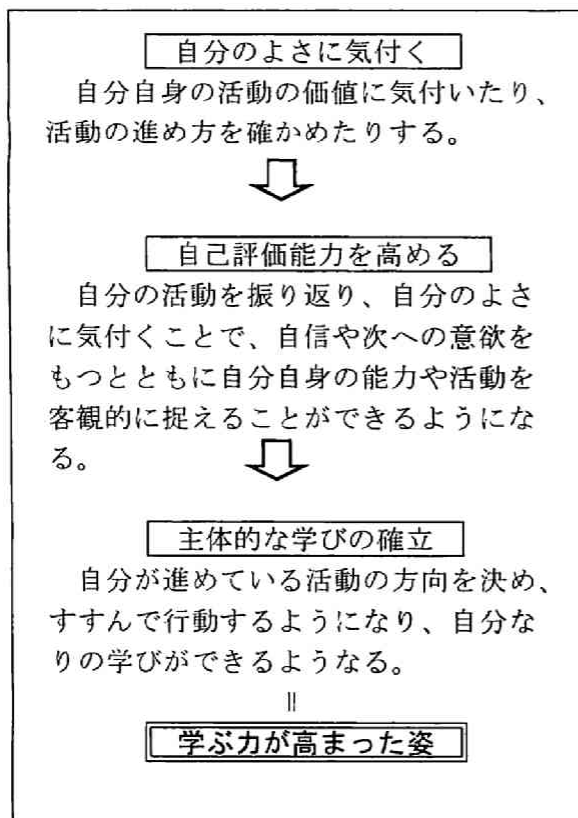 自分のよさに気付く
自分自身の活動の価値に気付いたり、
活動の進め方を確かめたりする。
自己評価能力を高める
自分の活動を振り返り、自分のよさ
に気付くことで、自信や次への意欲を
もつとともに自分自身の能力や活動を
客観的に捉えることができるようにな
る。
主体的な学びの確立
自分が進めている活動の方向を決め、
すすんで行動するようになり、自分な
りの学びができるようなる。
॥
学ぶ力が高まった姿